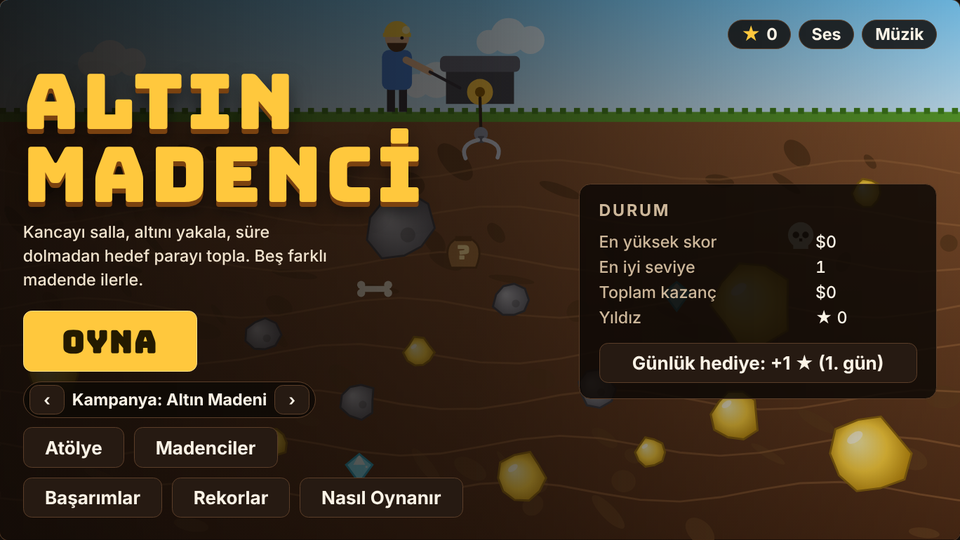 ★ 0
Ses
Müzik
ALTIN
MADENCİ
Kancayı salla, altını yakala, süre
dolmadan hedef parayı topla. Beş farklı
madende ilerle.
OYNA
‹ Kampanya: Altın Madeni ›
Atölye
Madenciler
Başarımlar
Rekorlar
Nasıl Oynanır
?
DURUM
En yüksek skor $0
En iyi seviye 1
Toplam kazanç $0
Yıldız ★ 0
Günlük hediye: +1 ★ (1. gün)